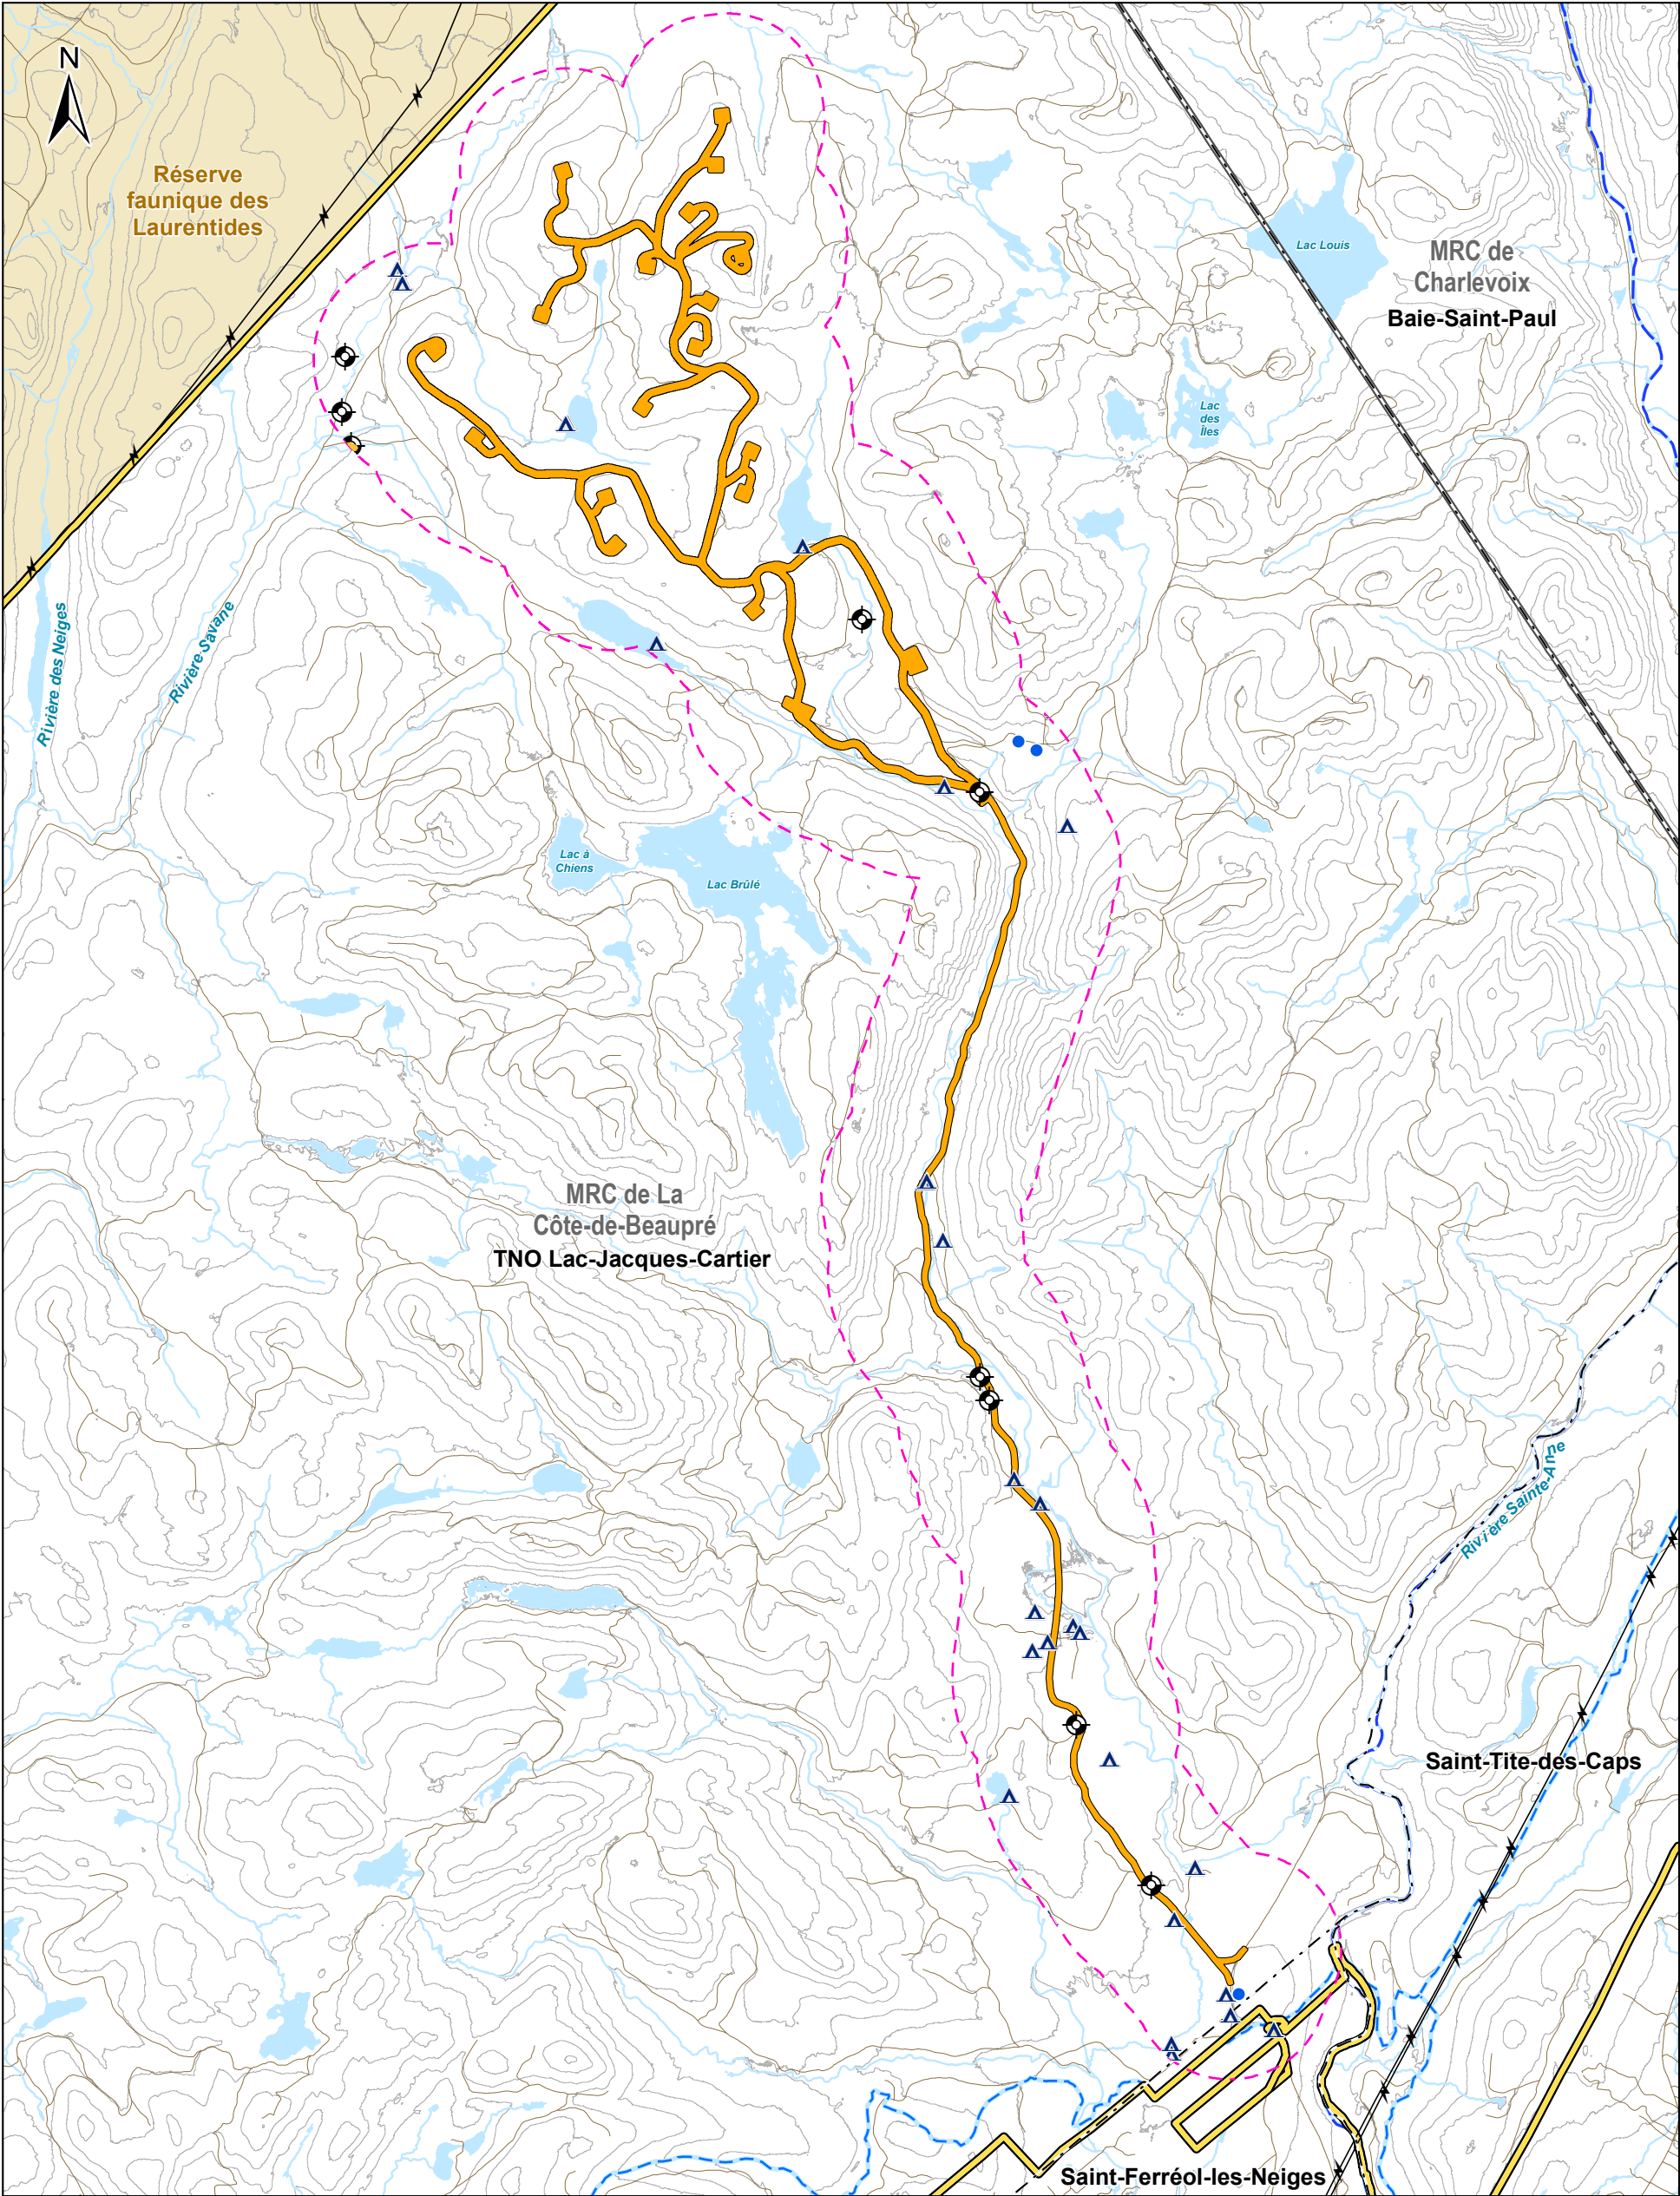 N
Réserve
faunique des
Laurentides
Lac Louis
MRC de
Charlevoix
Baie-Saint-Paul
Lac
des
Îles
Rivière des Neiges
Rivière Savane
Lac à
Chiens
Lac Brûlé
MRC de La
Côte-de-Beaupré
TNO Lac-Jacques-Cartier
Rivière Sainte-Anne
Saint-Tite-des-Caps
Saint-Ferréol-les-Neiges